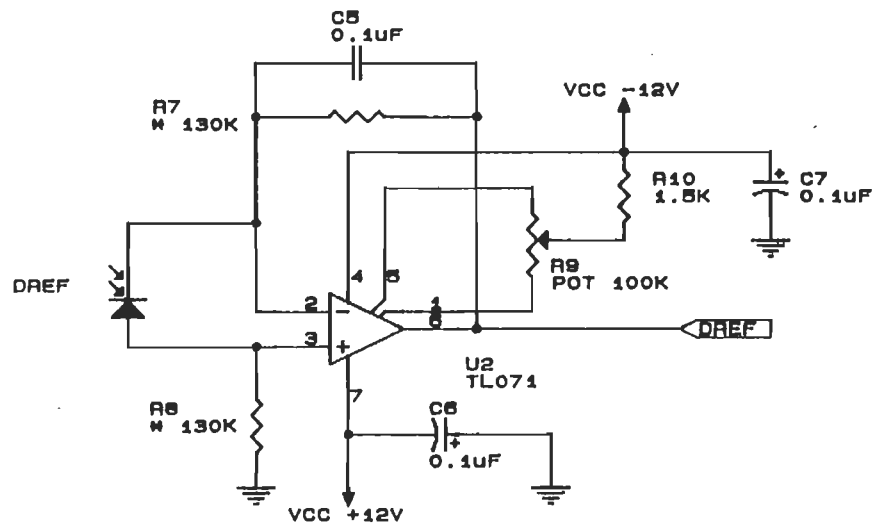 C5
0.1uF
R7
* 130K
VCC -12V
R10
1.5K
C7
0.1uF
+
4
5
R9
POT 100K
DREF
2
-
1
8
6
3
+
DREF
U2
TL071
7
R8
* 130K
C6
+
0.1uF
VCC +12V